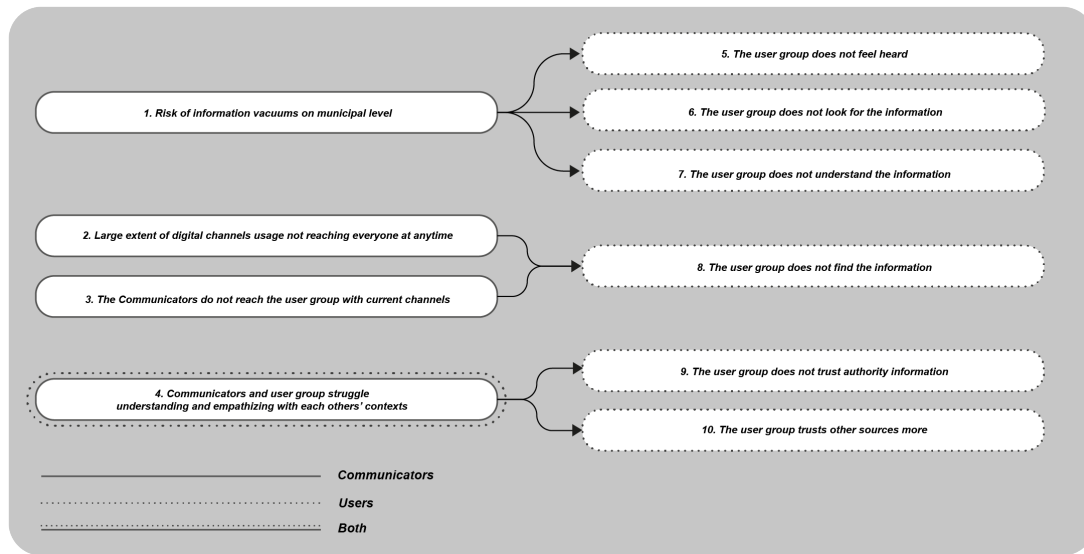 1. Risk of information vacuums on municipal level
5. The user group does not feel heard
6. The user group does not look for the information
7. The user group does not understand the information
2. Large extent of digital channels usage not reaching everyone at anytime
3. The Communicators do not reach the user group with current channels
8. The user group does not find the information
4. Communicators and user group struggle
understanding and empathizing with each others' contexts
9. The user group does not trust authority information
10. The user group trusts other sources more
Communicators
Users
Both